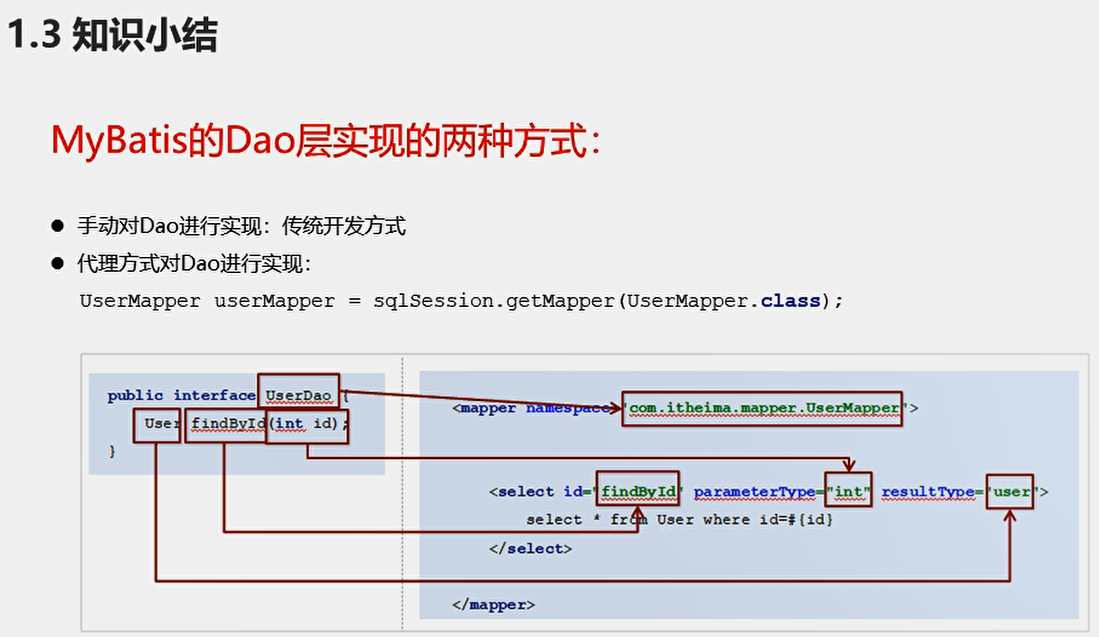 1.3 知识小结
MyBatis的Dao层实现的两种方式：
● 手动对Dao进行实现：传统开发方式
● 代理方式对Dao进行实现：
UserMapper userMapper = sqlSession.getMapper(UserMapper.class);
public interface UserDao {
User findById(int id);
}
<mapper namespace="com.itheima.mapper.UserMapper">
<select id="findById" parameterType="int" resultType="user">
select * from User where id=#{id}
</select>
</mapper>